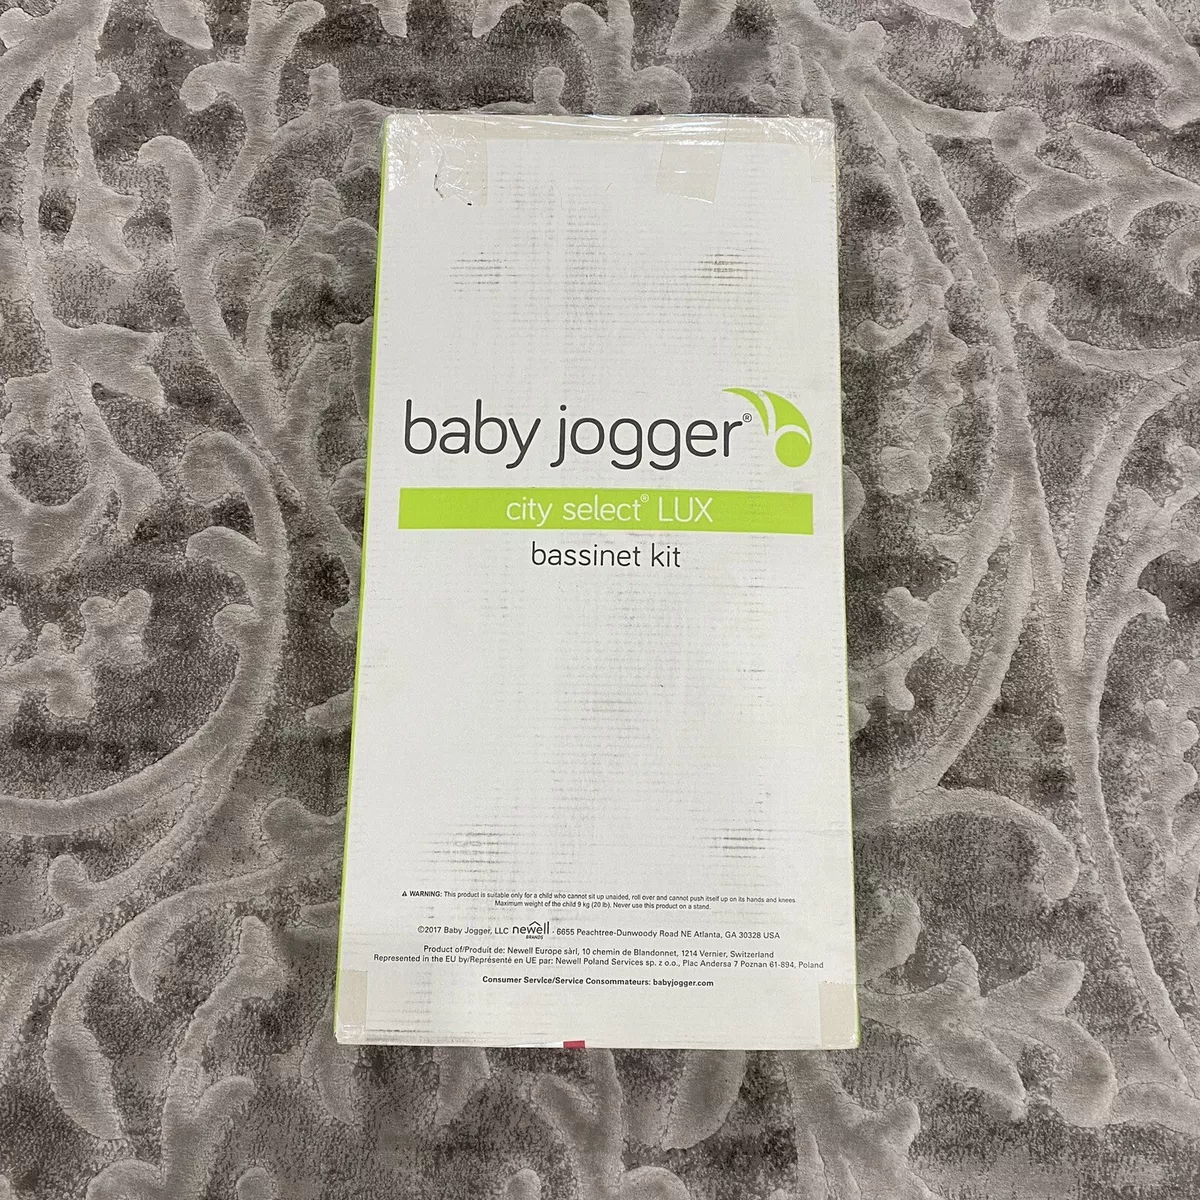 baby jogger®
city select® LUX
bassinet kit
⚠ WARNING: This product is suitable only for a child who cannot sit up unaided, roll over and cannot push itself up on its hands and knees.
Maximum weight of the child 9 kg (20 lb). Never use this product on a stand.
©2017 Baby Jogger, LLC newell BRANDS · 6655 Peachtree-Dunwoody Road NE Atlanta, GA 30328 USA
Product of/Produit de: Newell Europe sàrl, 10 chemin de Blandonnet, 1214 Vernier, Switzerland
Represented in the EU by/Représenté en UE par: Newell Poland Services sp. z o.o., Plac Andersa 7 Poznan 61-894, Poland
Consumer Service/Service Consommateurs: babyjogger.com